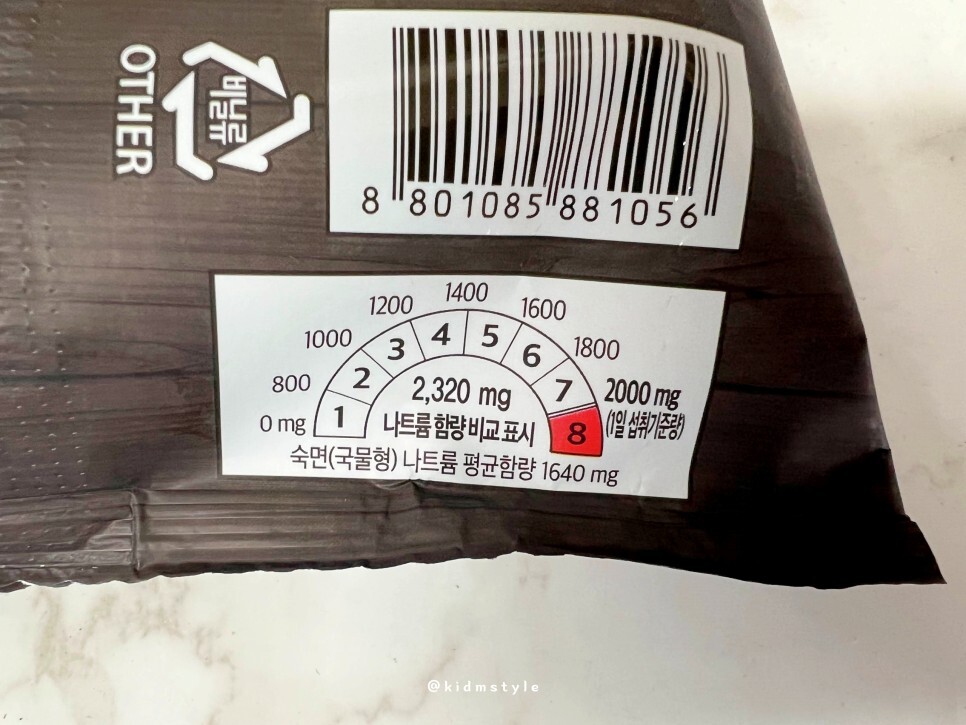 OTHER
비닐류
8 801085 881056
0 mg
800
1000
1200
1400
1600
1800
2000 mg
(1일 섭취기준량)
1
2
3
4
5
6
7
8
2,320 mg
나트륨 함량 비교 표시
숙면(국물형) 나트륨 평균함량 1640 mg
@kidmstyle